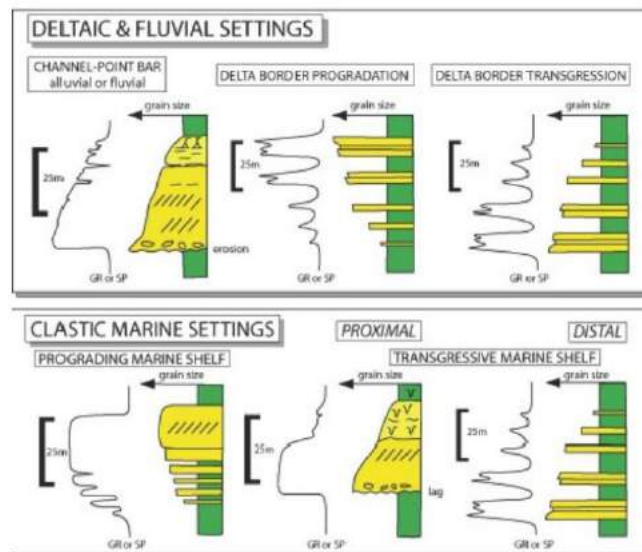 DELTAIC & FLUVIAL SETTINGS
CHANNEL-POINT BAR
alluvial or fluvial
DELTA BORDER PROGRADATION
DELTA BORDER TRANSGRESSION
grain size
grain size
grain size
25m
25m
25m
erosion
GR or SP
GR or SP
GR or SP
CLASTIC MARINE SETTINGS
PROXIMAL
DISTAL
PROGRADING MARINE SHELF
TRANSGRESSIVE MARINE SHELF
grain size
grain size
grain size
25m
25m
25m
lag
GR or SP
GR or SP
GR or SP